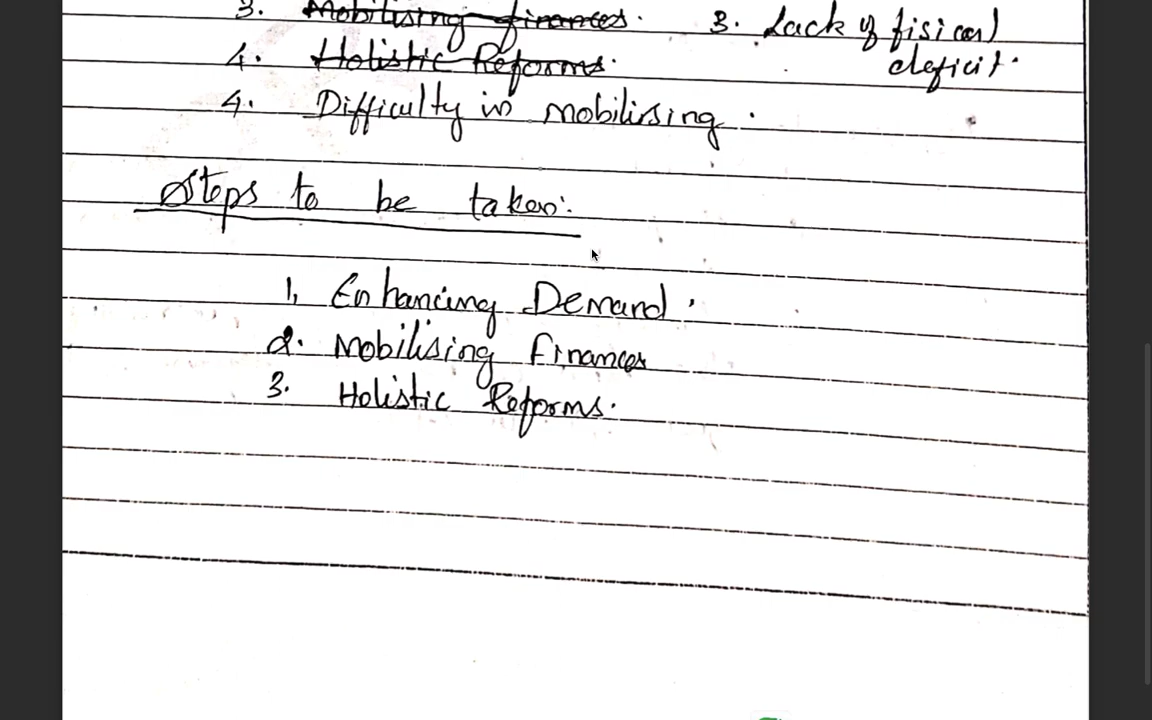 3. Mobilising finances. 3. Lack of fisical
4. Holistic Reforms. deficit.
4. Difficulty in mobilising.
Steps to be taken:
1, Enhancing Demand.
2. Mobilising Finances
3. Holistic Reforms.